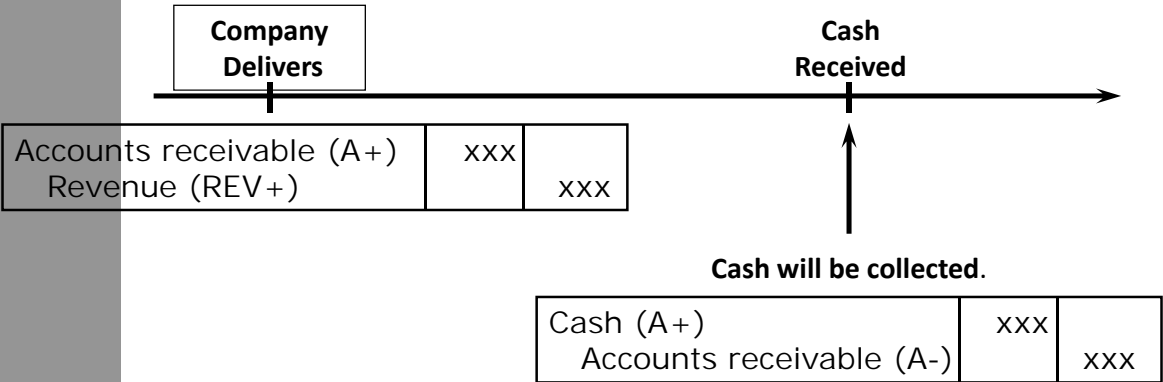 Company
Delivers
Cash
Received
Accounts receivable (A+) xxx
Revenue (REV+) xxx
Cash will be collected.
Cash (A+) xxx
Accounts receivable (A-) xxx